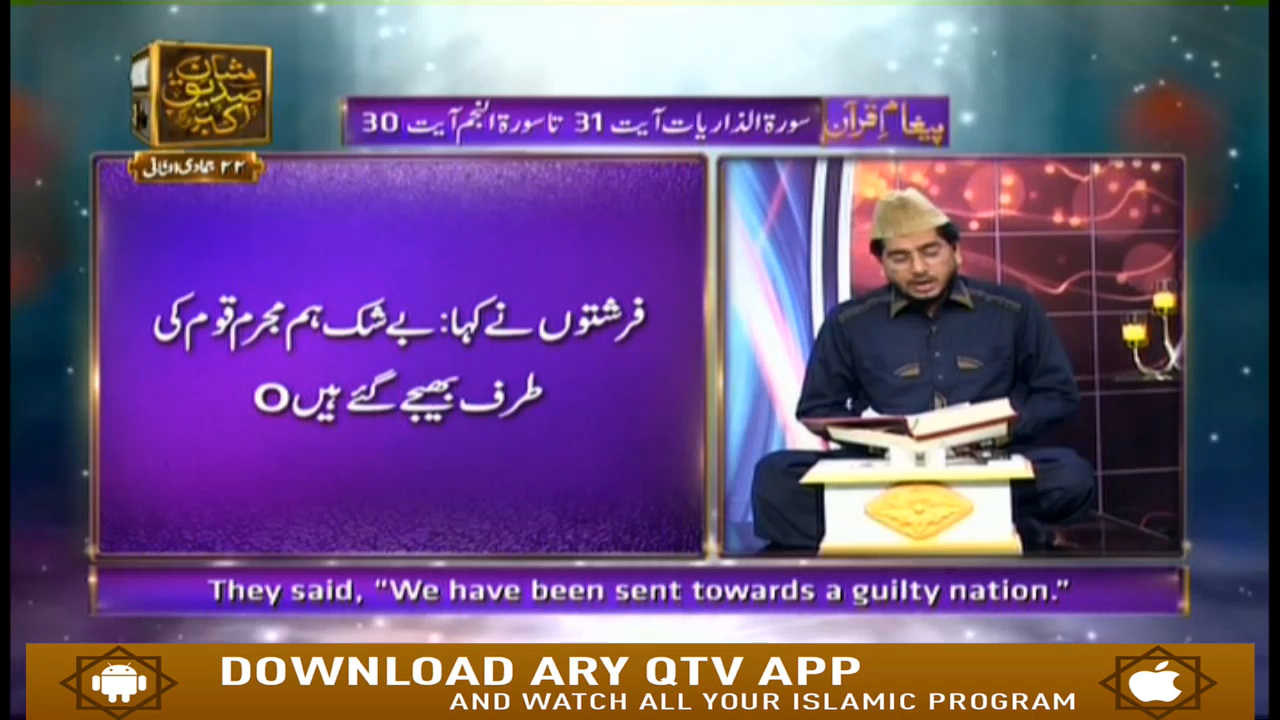 شان
صدیق
اکبر
۲۲ جمادی الثانی
پیغامِ قرآن سورۃ الذاریات آیت 31 تا سورۃ النجم آیت 30
فرشتوں نے کہا: بے شک ہم مجرم قوم کی
طرف بھیجے گئے ہیںO
They said, “We have been sent towards a guilty nation.”
DOWNLOAD ARY QTV APP
AND WATCH ALL YOUR ISLAMIC PROGRAM